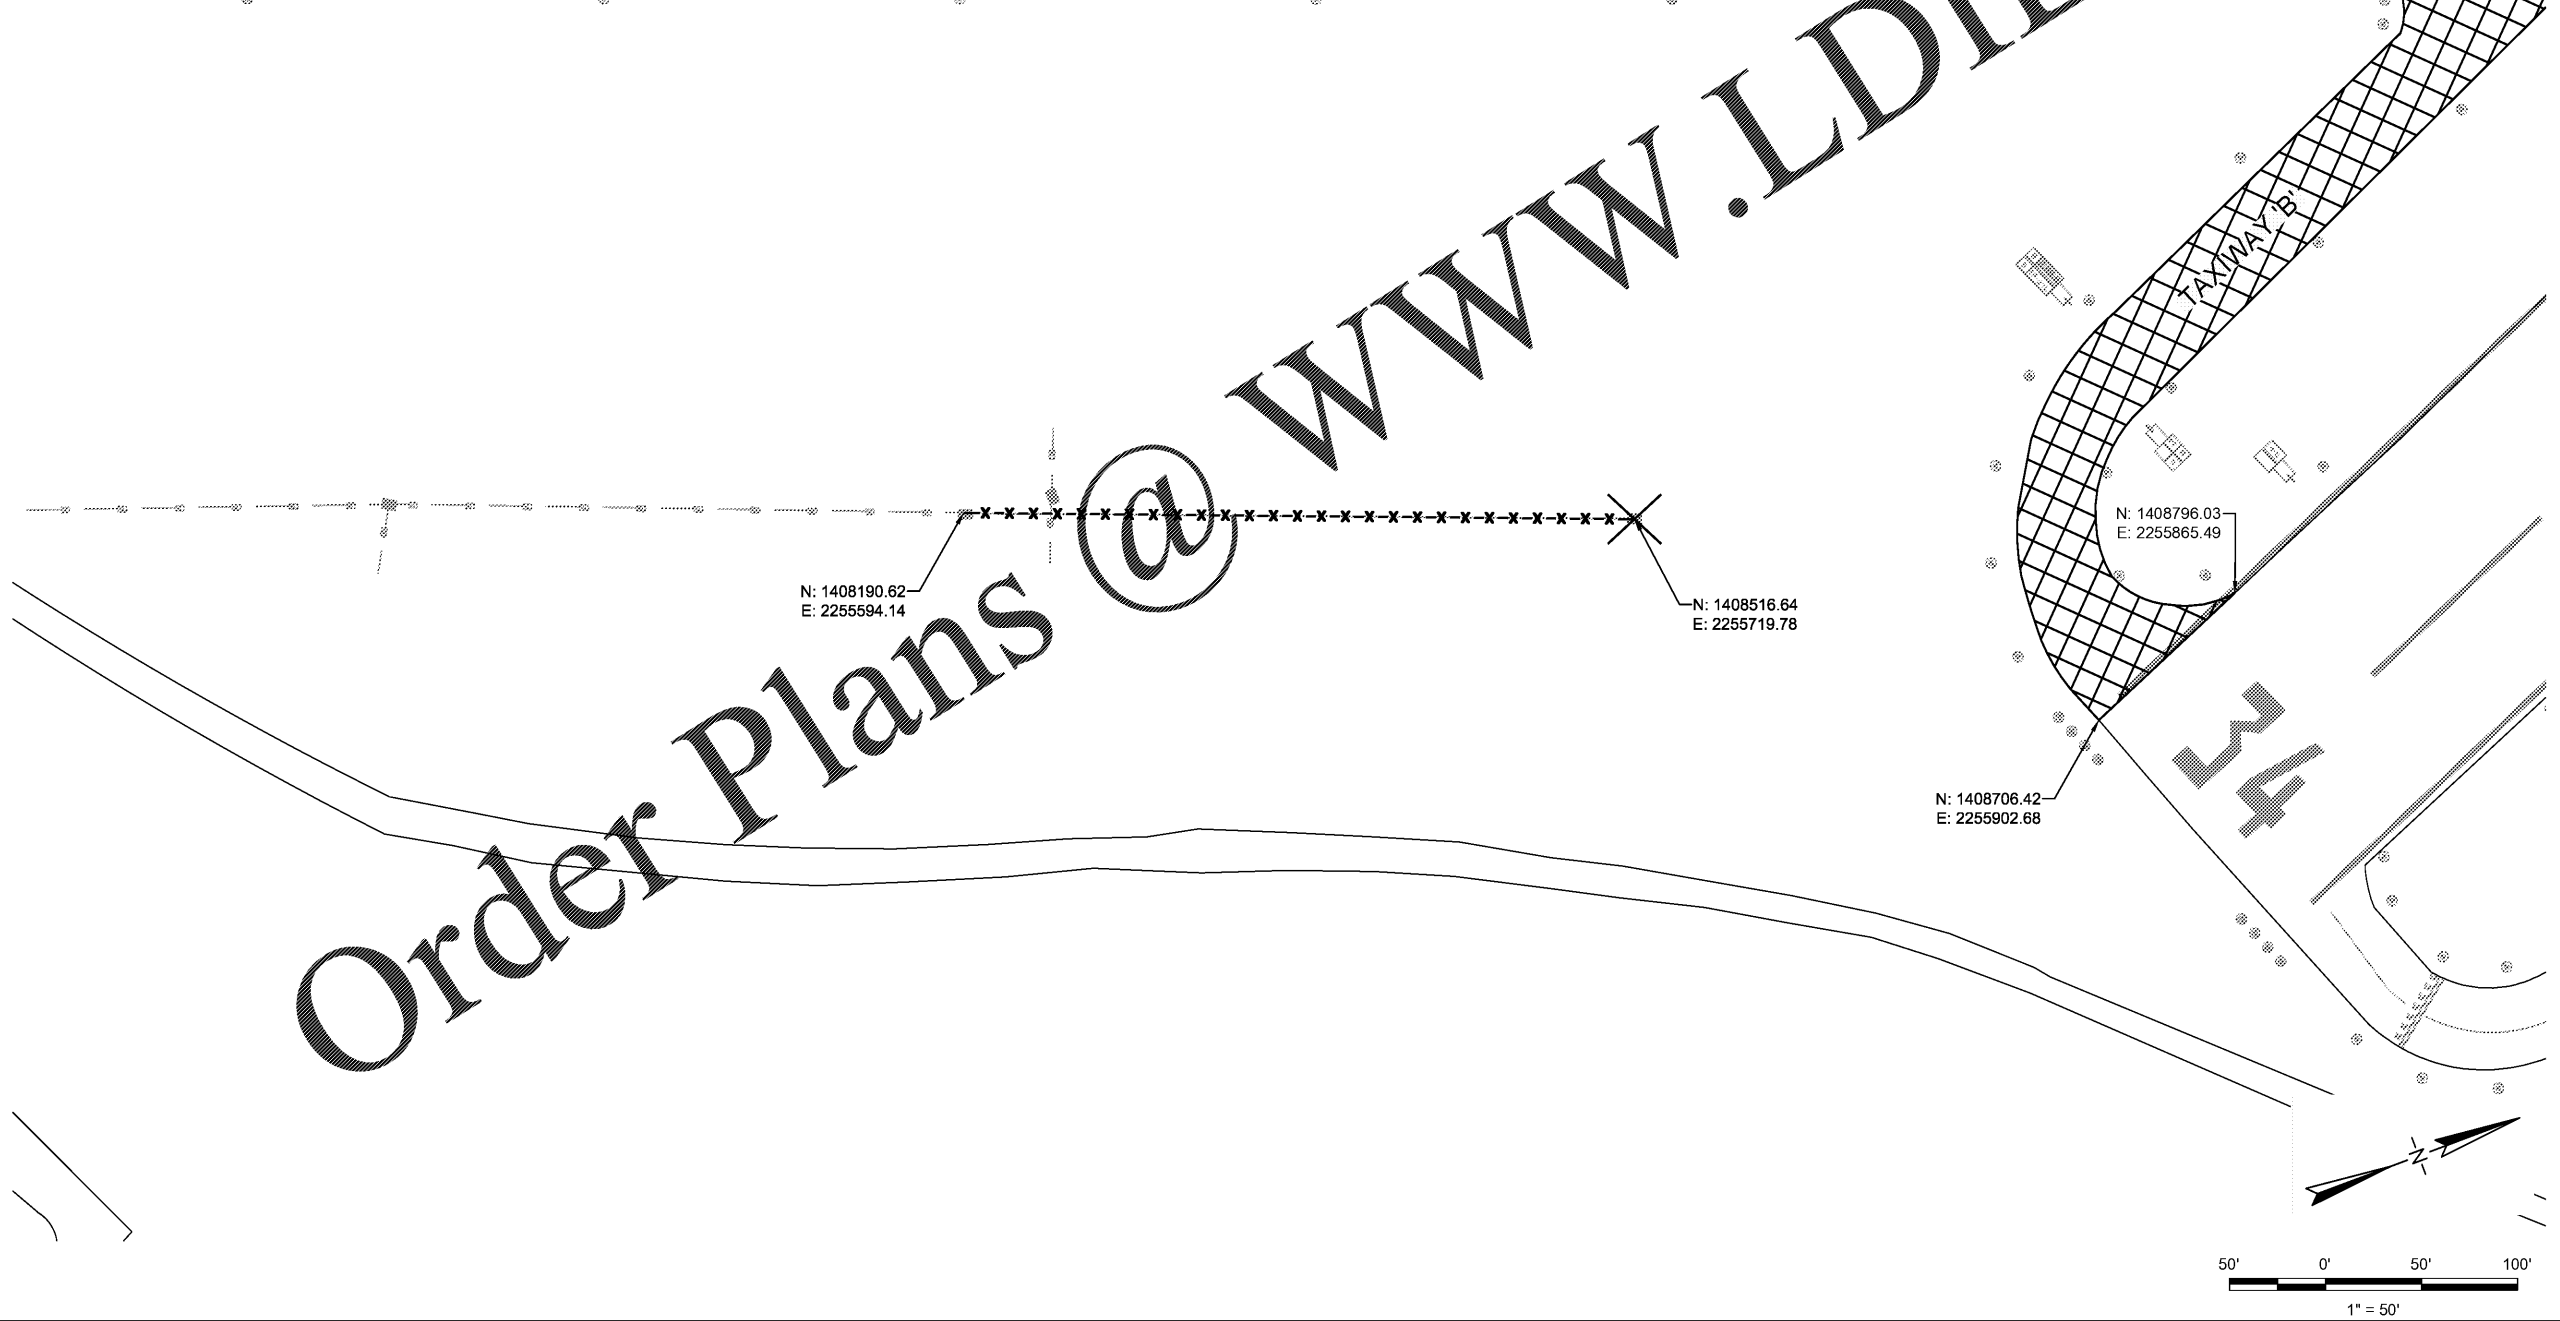 Order Plans @ WWW.LDI
TAXIWAY 'B'
N: 1408796.03
E: 2255865.49
N: 1408190.62
E: 2255594.14
N: 1408516.64
E: 2255719.78
N: 1408706.42
E: 2255902.68
34
N
50' 0' 50' 100'
1" = 50'